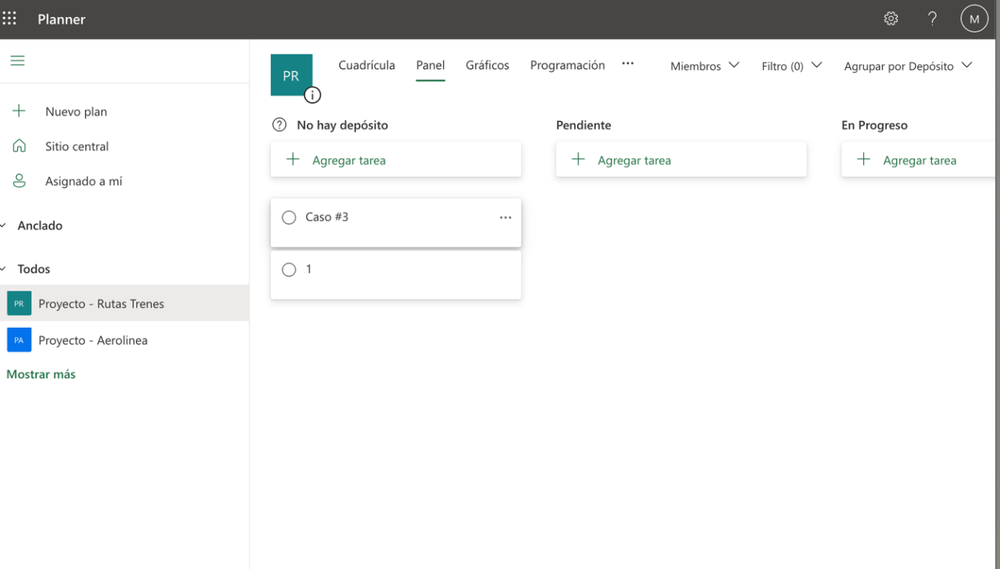 Planner
?
M
Nuevo plan
Sitio central
Asignado a mí
Anclado
Todos
PR Proyecto - Rutas Trenes
PA Proyecto - Aerolinea
Mostrar más
PR
i
Cuadrícula Panel Gráficos Programación ... Miembros Filtro (0) Agrupar por Depósito
? No hay depósito
+ Agregar tarea
Caso #3 ...
1
Pendiente
+ Agregar tarea
En Progreso
+ Agregar tarea